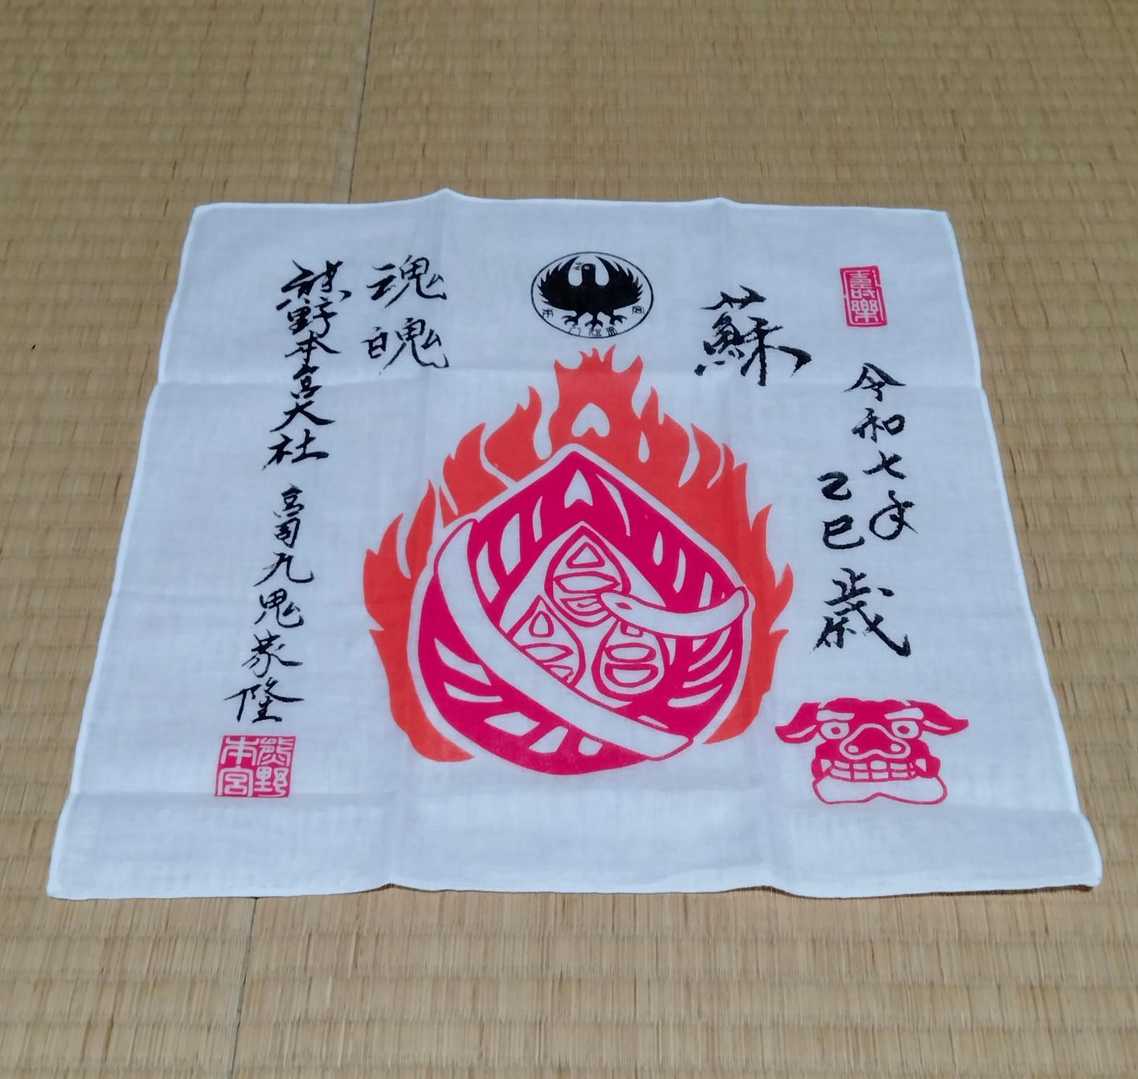 令和七年
乙巳
歳
蘇
魂魄
熊野本宮大社 宮司九鬼家隆
熊野本宮